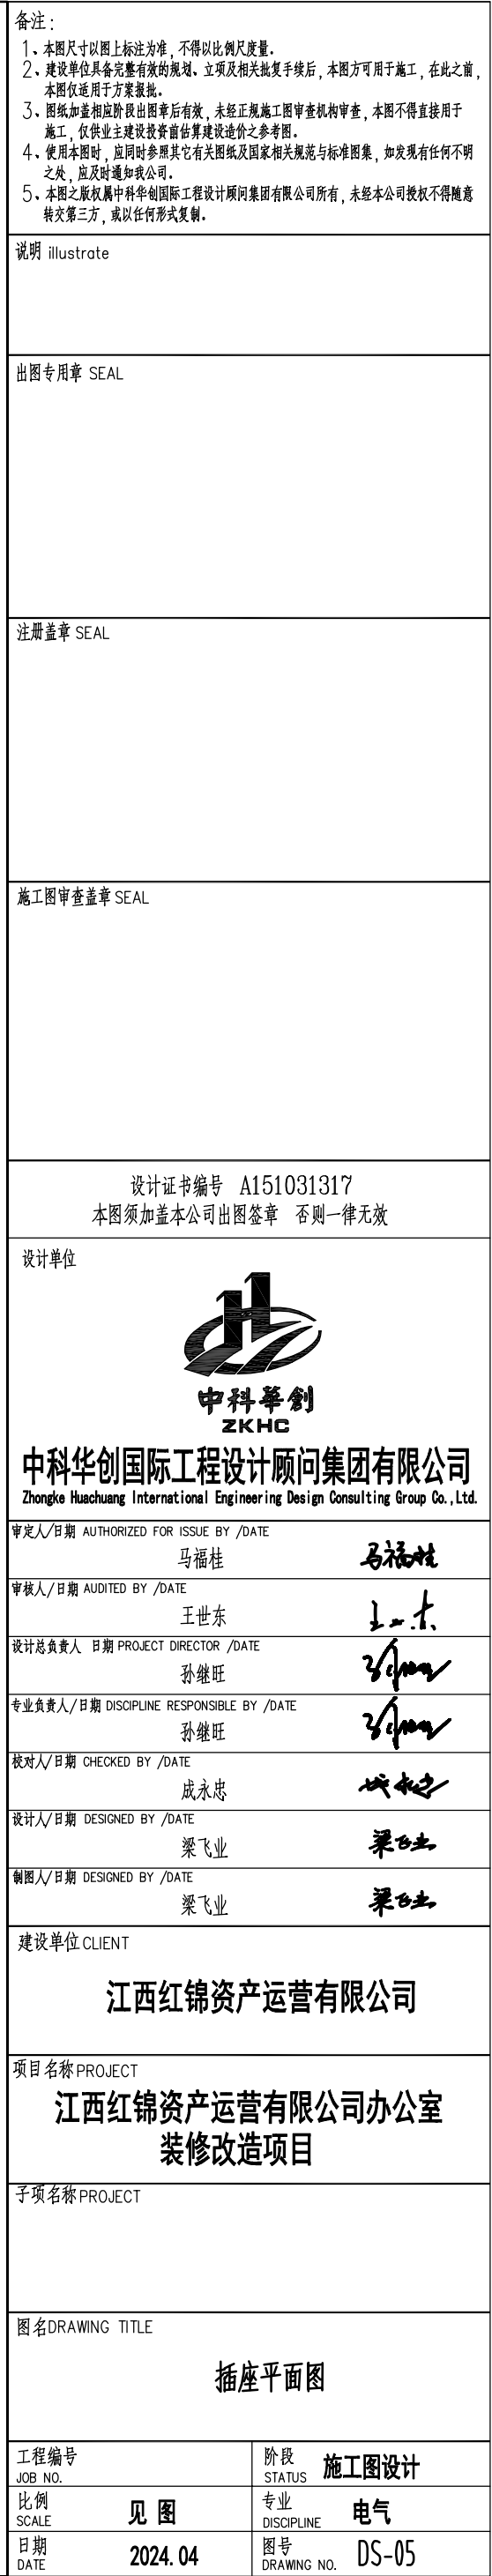 备注：
1、本图尺寸以图上标注为准，不得以比例尺度量。
2、建设单位具备完整有效的规划、立项及相关批复手续后，本图方可用于施工，在此之前，
本图仅适用于方案报批。
3、图纸加盖相应阶段出图章后有效，未经正规施工图审查机构审查，本图不得直接用于
施工，仅供业主建设投资前估算建设造价之参考图。
4、使用本图时，应同时参照其它有关图纸及国家相关规范与标准图集，如发现有任何不明
之处，应及时通知我公司。
5、本图之版权属中科华创国际工程设计顾问集团有限公司所有，未经本公司授权不得随意
转交第三方，或以任何形式复制。
说明 illustrate
出图专用章 SEAL
注册盖章 SEAL
施工图审查盖章 SEAL
设计证书编号 A151031317
本图须加盖本公司出图签章 否则一律无效
设计单位
中科華創
ZKHC
中科华创国际工程设计顾问集团有限公司
Zhongke Huachuang International Engineering Design Consulting Group Co.,Ltd.
审定人/日期 AUTHORIZED FOR ISSUE BY /DATE
马福桂 马福桂
审核人/日期 AUDITED BY /DATE
王世东
设计总负责人 日期 PROJECT DIRECTOR /DATE
孙继旺
专业负责人/日期 DISCIPLINE RESPONSIBLE BY /DATE
孙继旺
校对人/日期 CHECKED BY /DATE
成永忠 成永忠
设计人/日期 DESIGNED BY /DATE
梁飞业 梁飞业
制图人/日期 DESIGNED BY /DATE
梁飞业 梁飞业
建设单位 CLIENT
江西红锦资产运营有限公司
项目名称 PROJECT
江西红锦资产运营有限公司办公室
装修改造项目
子项名称 PROJECT
图名 DRAWING TITLE
插座平面图
工程编号 阶段 施工图设计
JOB NO. STATUS
比例 见 图 专业 电气
SCALE DISCIPLINE
日期 2024.04 图号 DS-05
DATE DRAWING NO.